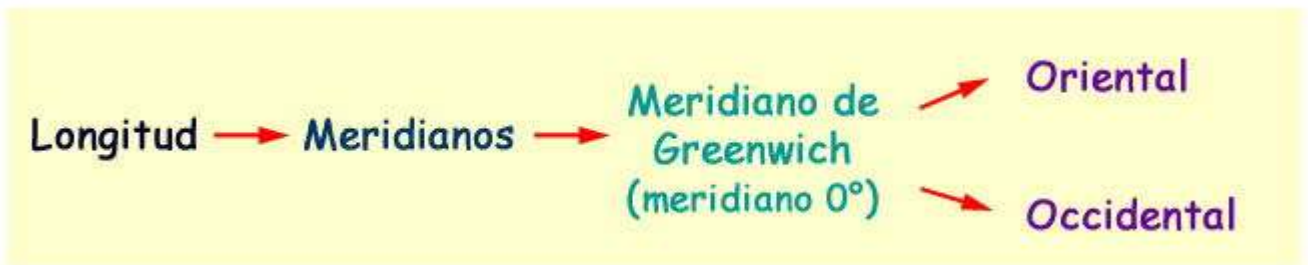 Longitud
Meridianos
Meridiano de
Greenwich
(meridiano 0°)
Oriental
Occidental